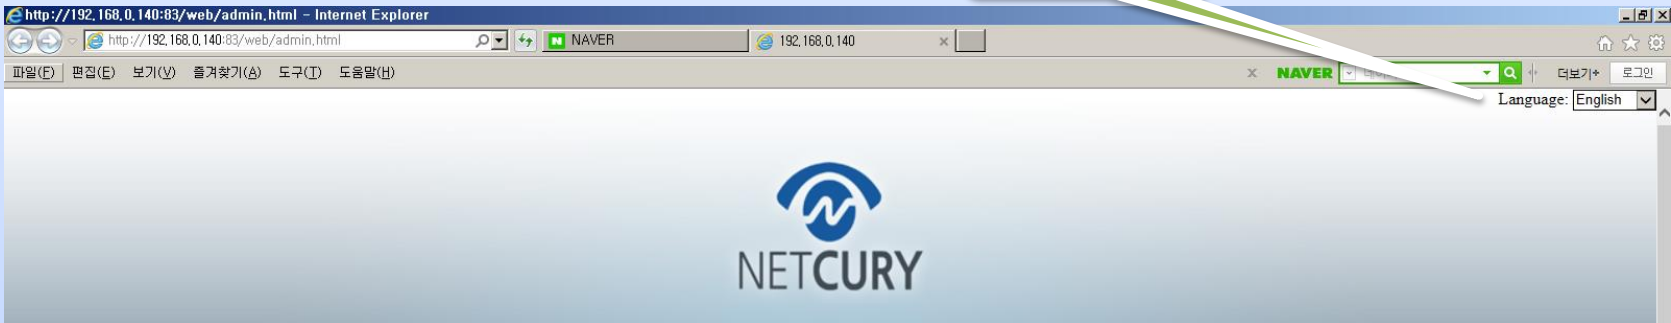 http://192,168,0,140:83/web/admin,html - Internet Explorer
http://192,168,0,140:83/web/admin,html
NAVER
192,168,0,140
파일(F) 편집(E) 보기(V) 즐겨찾기(A) 도구(T) 도움말(H)
NAVER
더보기+
로그인
Language: English
NETCURY